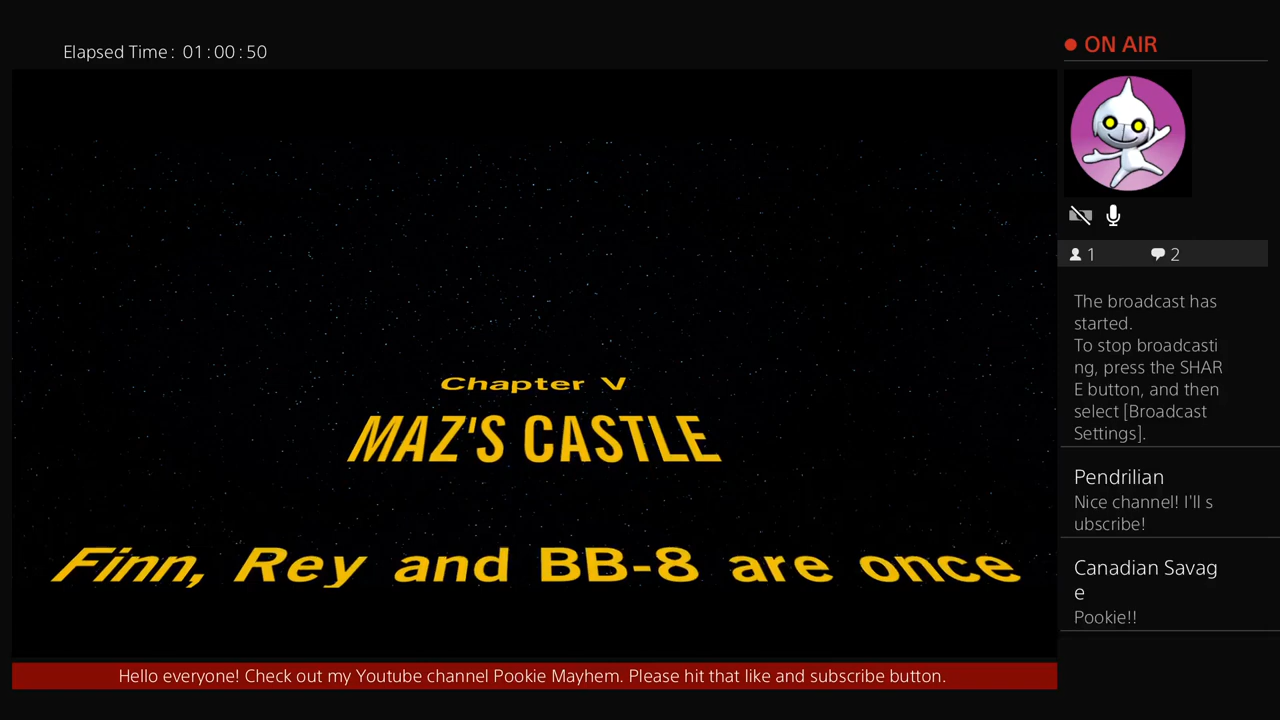 Elapsed Time: 01:00:50
ON AIR
1 2
The broadcast has
started.
To stop broadcasti
ng, press the SHAR
E button, and then
select [Broadcast
Settings].
Pendrilian
Nice channel! I'll s
ubscribe!
Canadian Savag
e
Pookie!!
Chapter V
MAZ'S CASTLE
Finn, Rey and BB-8 are once
Hello everyone! Check out my Youtube channel Pookie Mayhem. Please hit that like and subscribe button.